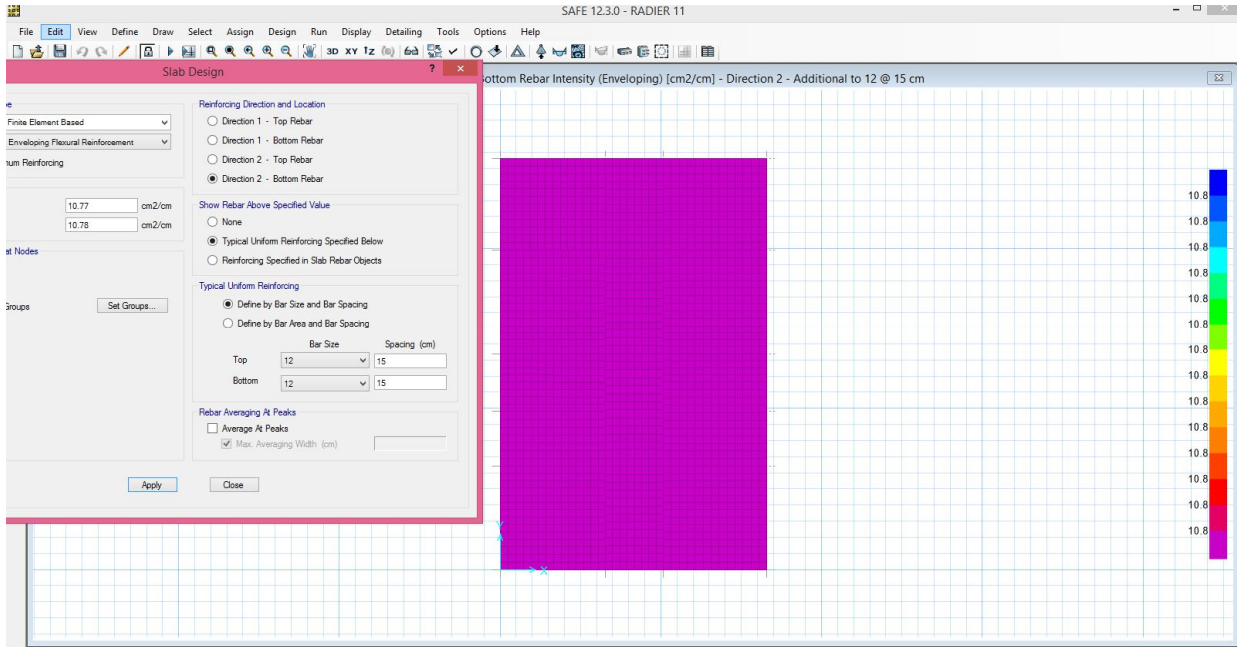 SAFE 12.3.0 - RADIER 11
File Edit View Define Draw Select Assign Design Run Display Detailing Tools Options Help
3D XY
Slab Design ? ×
ottom Rebar Intensity (Enveloping) [cm2/cm] - Direction 2 - Additional to 12 @ 15 cm
Finite Element Based
Enveloping Flexural Reinforcement
num Reinforcing
10.77 cm2/cm
10.78 cm2/cm
at Nodes
Groups Set Groups...
Reinforcing Direction and Location
Direction 1 - Top Rebar
Direction 1 - Bottom Rebar
Direction 2 - Top Rebar
Direction 2 - Bottom Rebar
Show Rebar Above Specified Value
None
Typical Uniform Reinforcing Specified Below
Reinforcing Specified in Slab Rebar Objects
Typical Uniform Reinforcing
Define by Bar Size and Bar Spacing
Define by Bar Area and Bar Spacing
Bar Size Spacing (cm)
Top 12 15
Bottom 12 15
Rebar Averaging At Peaks
Average At Peaks
Max. Averaging Width (cm)
Apply Close
10.8
10.8
10.8
10.8
10.8
10.8
10.8
10.8
10.8
10.8
10.8
10.8
10.8
10.8
Y
X